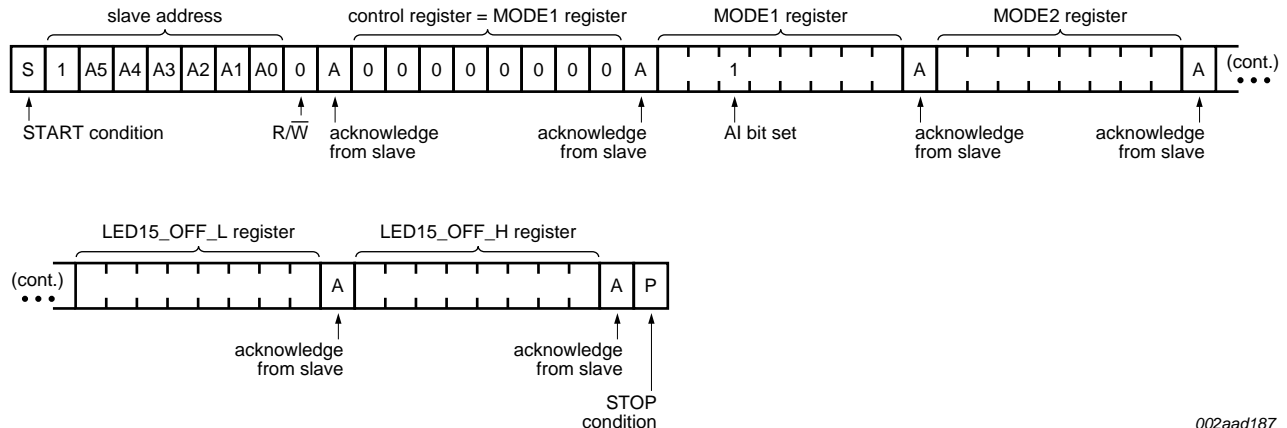 slave address control register = MODE1 register MODE1 register MODE2 register
S 1 A5 A4 A3 A2 A1 A0 0 A 0 0 0 0 0 0 0 0 A 1 A A (cont.)
START condition R/W̅ acknowledge from slave acknowledge from slave AI bit set acknowledge from slave acknowledge from slave
LED15_OFF_L register LED15_OFF_H register
(cont.) A A P
acknowledge from slave acknowledge from slave
STOP condition
002aad187